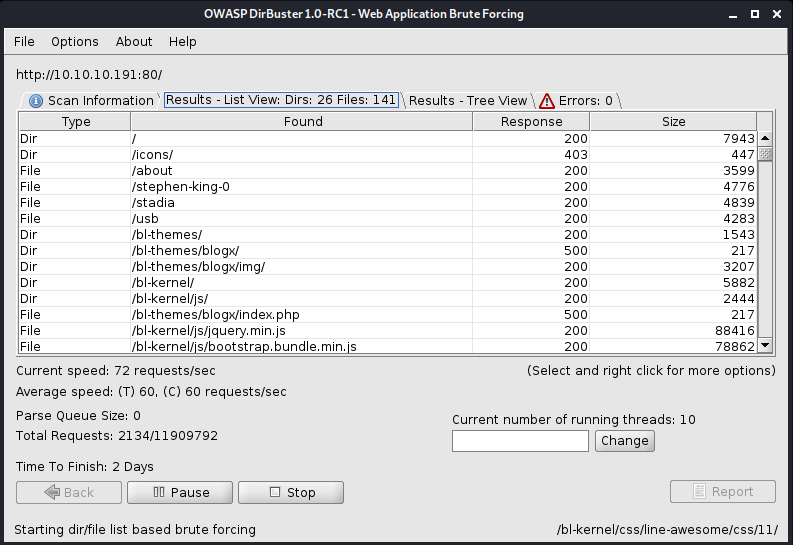 OWASP DirBuster 1.0-RC1 - Web Application Brute Forcing
File Options About Help
http://10.10.10.191:80/
Scan Information Results - List View: Dirs: 26 Files: 141 Results - Tree View Errors: 0
Type Found Response Size
Dir / 200 7943
Dir /icons/ 403 447
File /about 200 3599
File /stephen-king-0 200 4776
File /stadia 200 4839
File /usb 200 4283
Dir /bl-themes/ 200 1543
Dir /bl-themes/blogx/ 500 217
Dir /bl-themes/blogx/img/ 200 3207
Dir /bl-kernel/ 200 5882
Dir /bl-kernel/js/ 200 2444
File /bl-themes/blogx/index.php 500 217
File /bl-kernel/js/jquery.min.js 200 88416
File /bl-kernel/js/bootstrap.bundle.min.js 200 78862
Current speed: 72 requests/sec (Select and right click for more options)
Average speed: (T) 60, (C) 60 requests/sec
Parse Queue Size: 0 Current number of running threads: 10
Total Requests: 2134/11909792 Change
Time To Finish: 2 Days
Back Pause Stop Report
Starting dir/file list based brute forcing /bl-kernel/css/line-awesome/css/11/